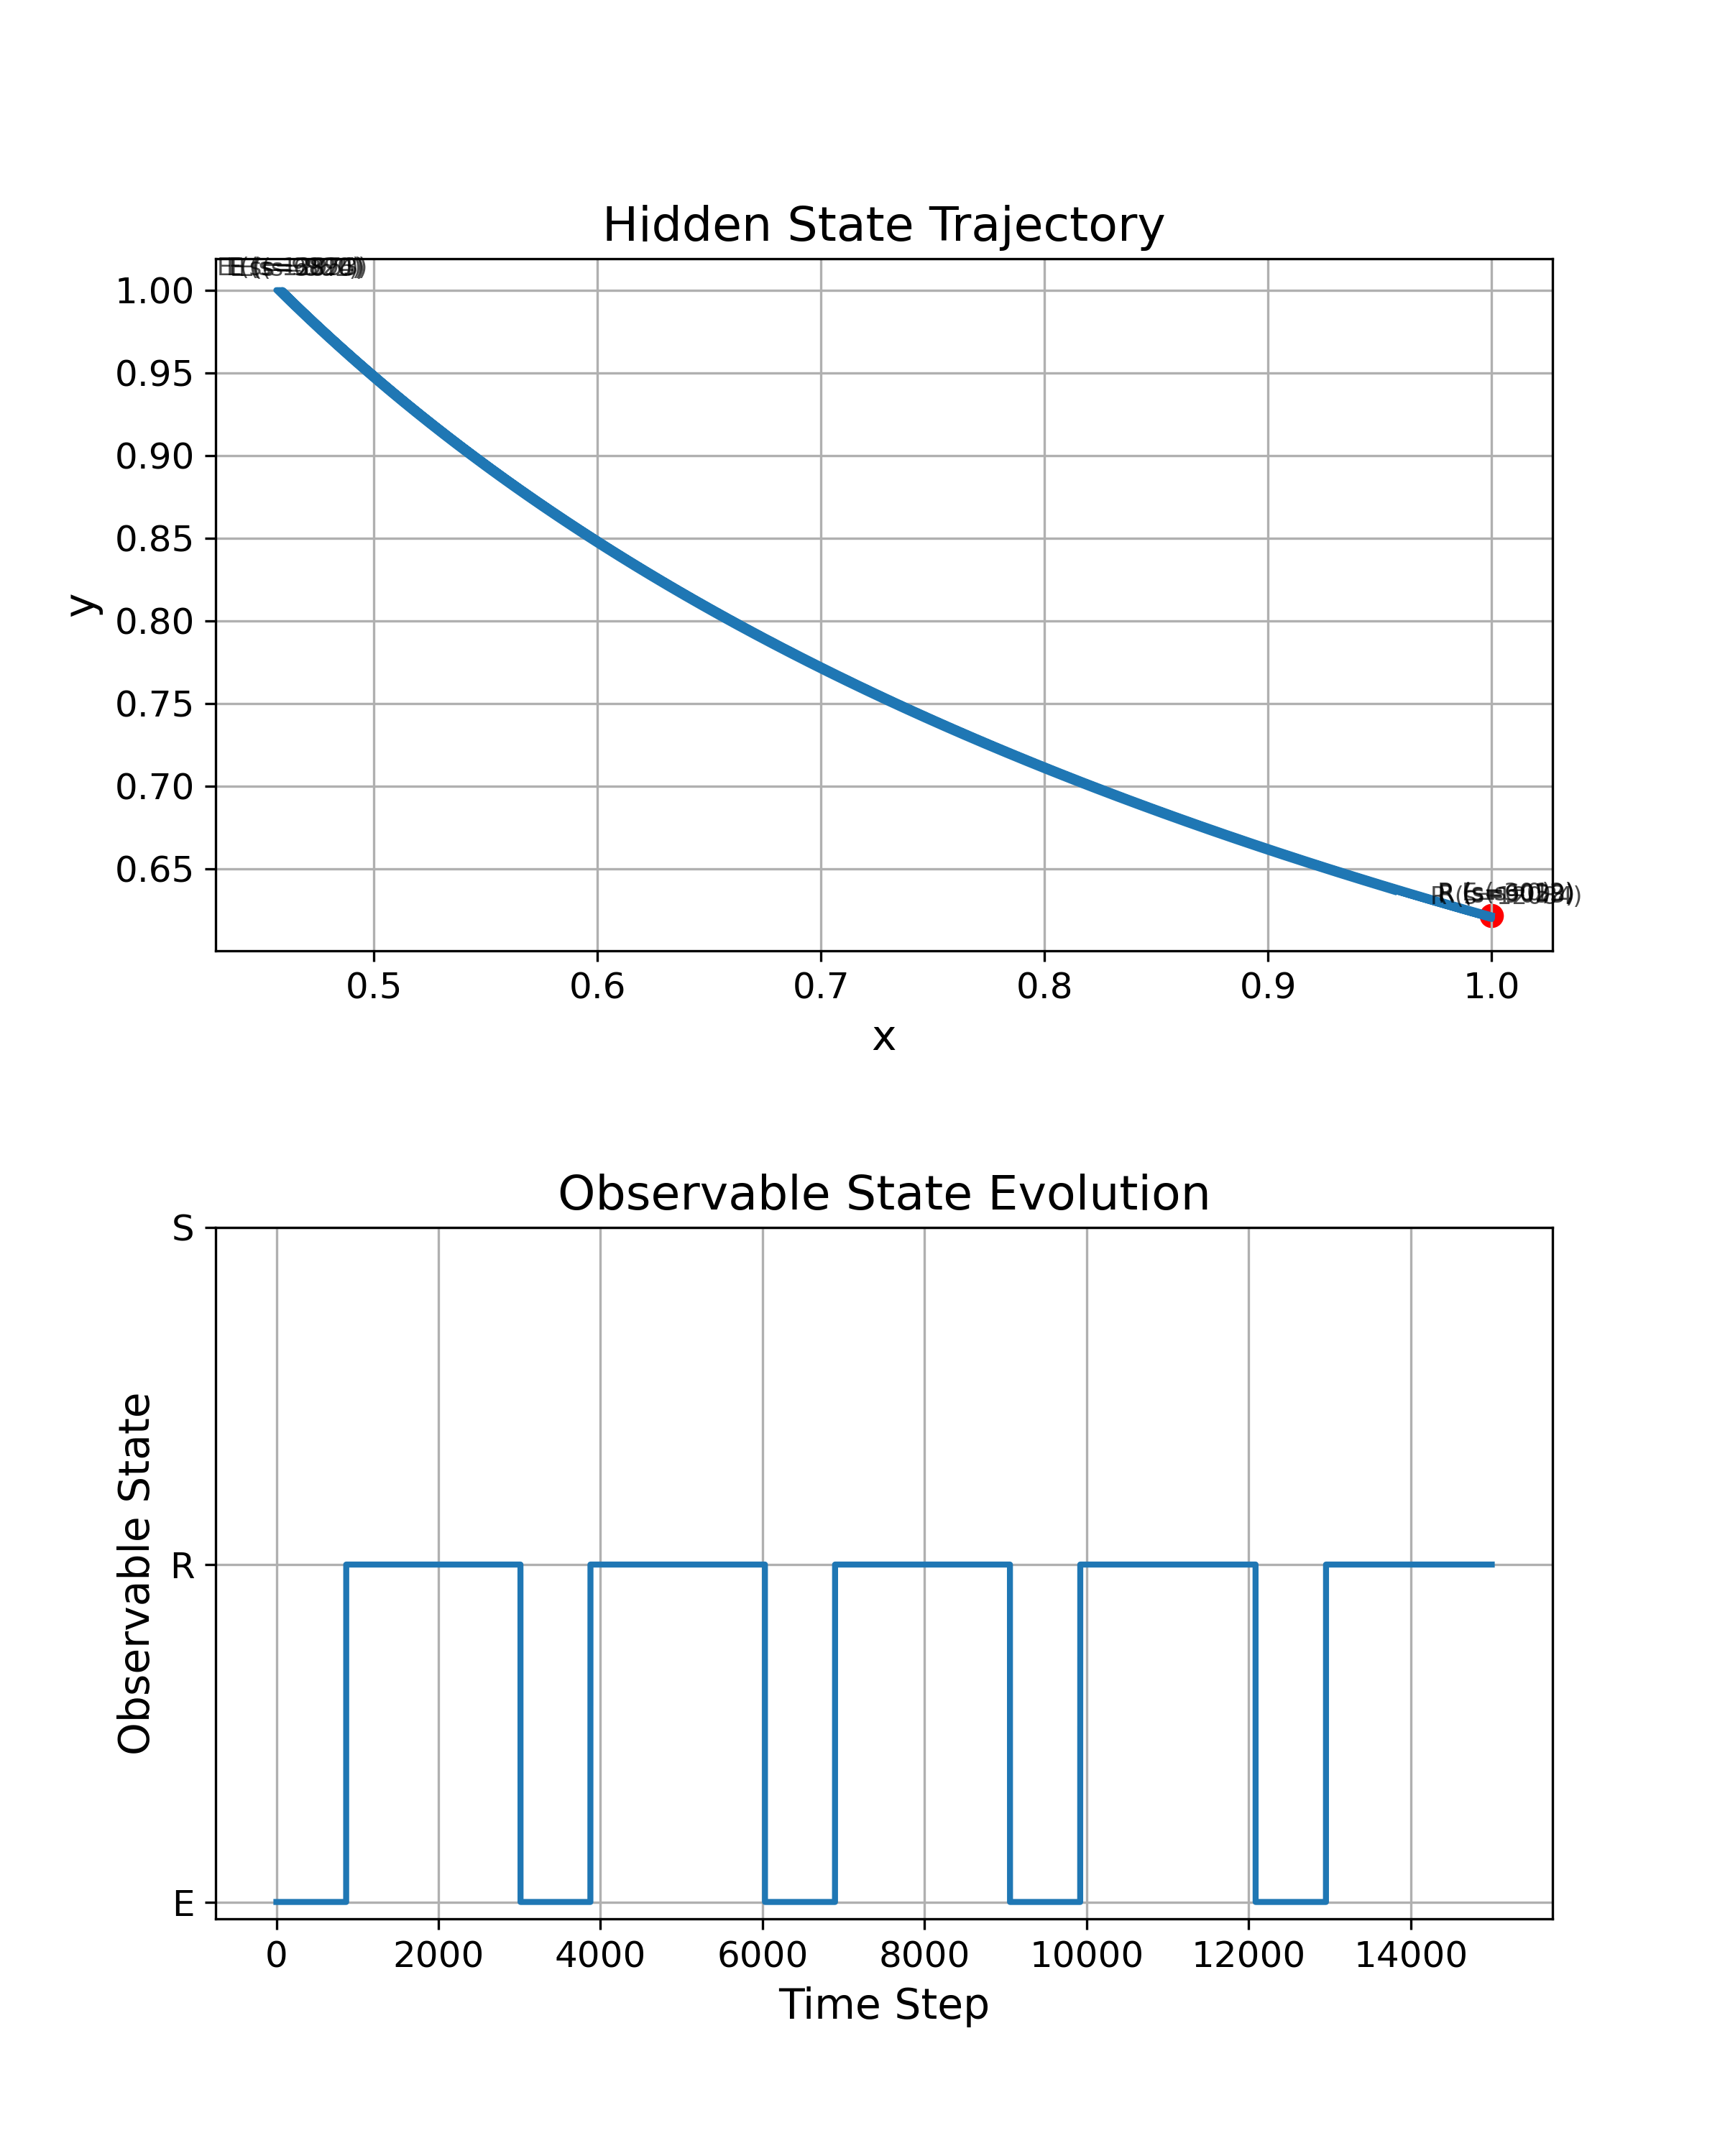 Hidden State Trajectory
1.00
0.95
0.90
0.85
0.80
0.75
0.70
0.65
y
0.5 0.6 0.7 0.8 0.9 1.0
x
Observable State Evolution
S
R
E
Observable State
0 2000 4000 6000 8000 10000 12000 14000
Time Step